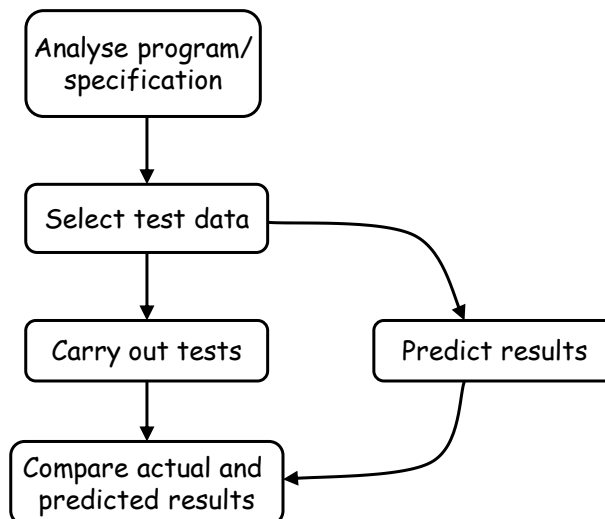 Analyse program/
specification
Select test data
Carry out tests
Predict results
Compare actual and
predicted results